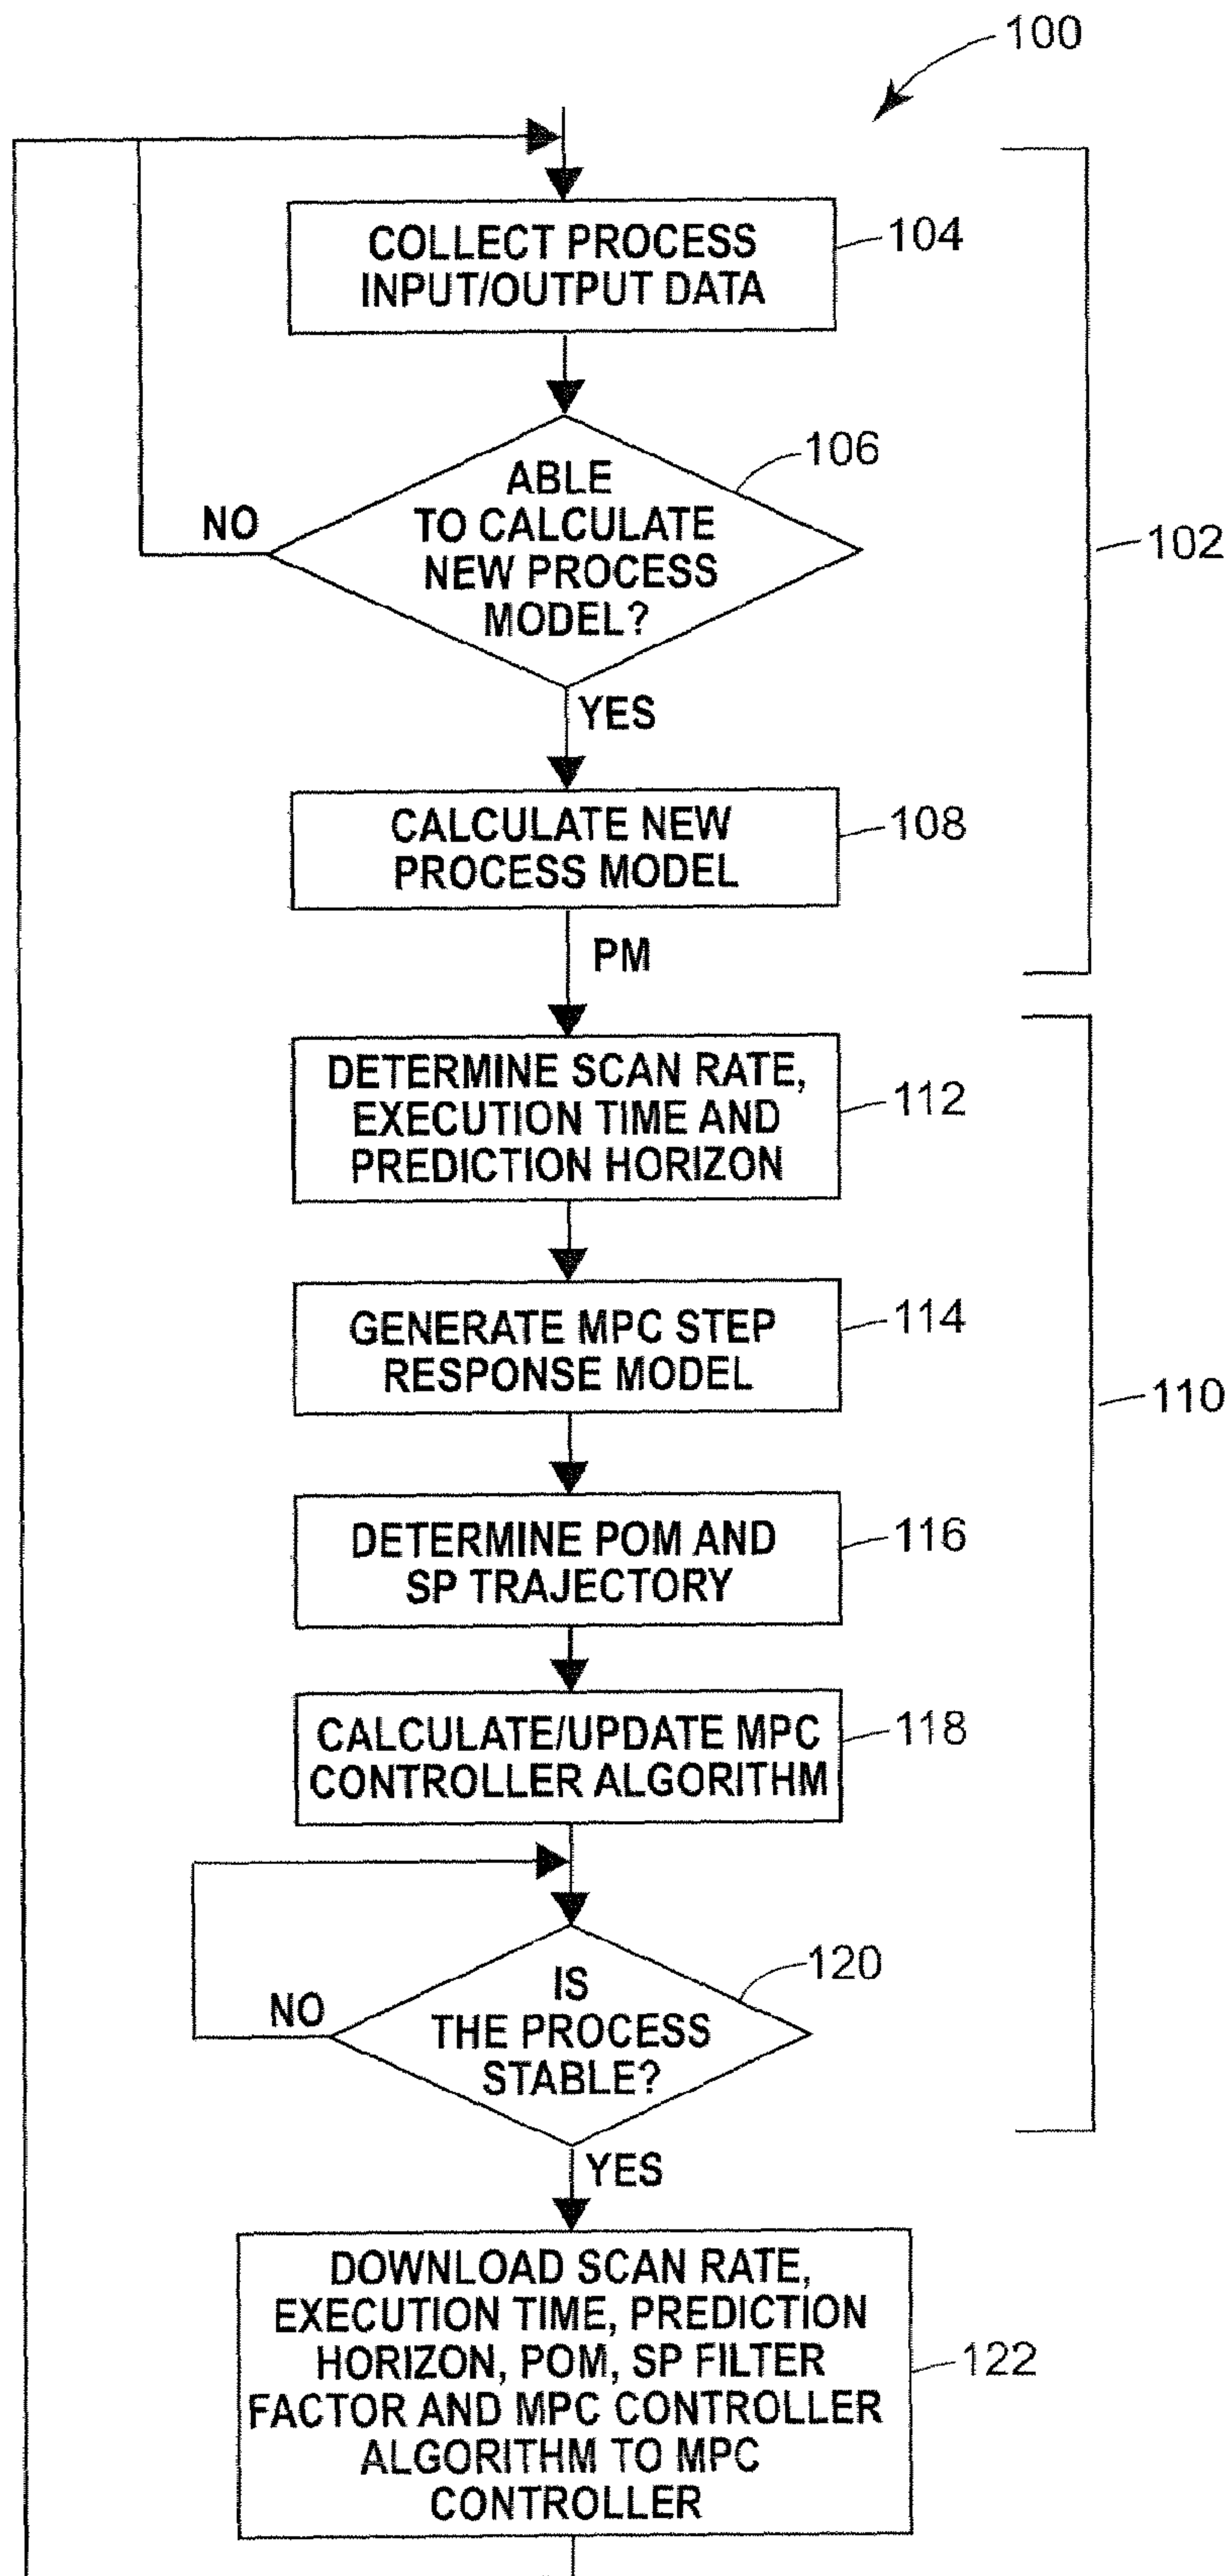 100
COLLECT PROCESS
INPUT/OUTPUT DATA
104
ABLE
TO CALCULATE
NEW PROCESS
MODEL?
106
NO
102
YES
CALCULATE NEW
PROCESS MODEL
108
PM
DETERMINE SCAN RATE,
EXECUTION TIME AND
PREDICTION HORIZON
112
GENERATE MPC STEP
RESPONSE MODEL
114
110
DETERMINE POM AND
SP TRAJECTORY
116
CALCULATE/UPDATE MPC
CONTROLLER ALGORITHM
118
IS
THE PROCESS
STABLE?
120
NO
YES
DOWNLOAD SCAN RATE,
EXECUTION TIME, PREDICTION
HORIZON, POM, SP FILTER
FACTOR AND MPC CONTROLLER
ALGORITHM TO MPC
CONTROLLER
122